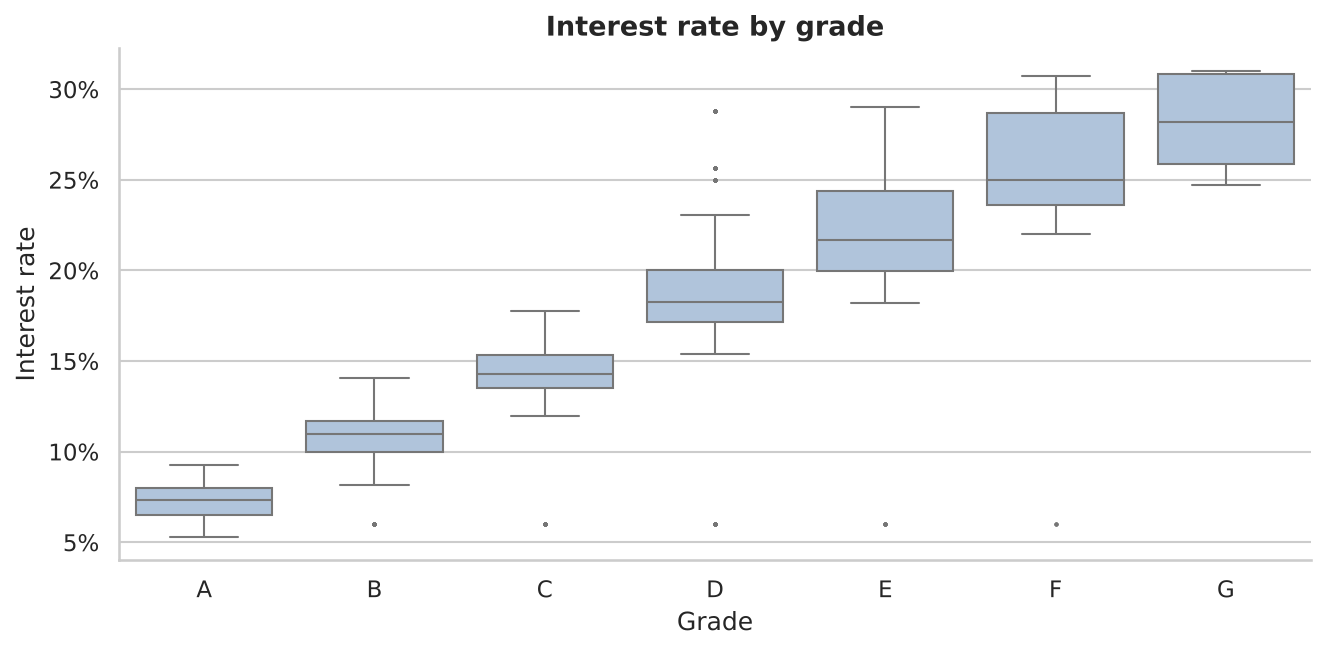 Interest rate by grade
30%
25%
20%
15%
10%
5%
Interest rate
A B C D E F G
Grade